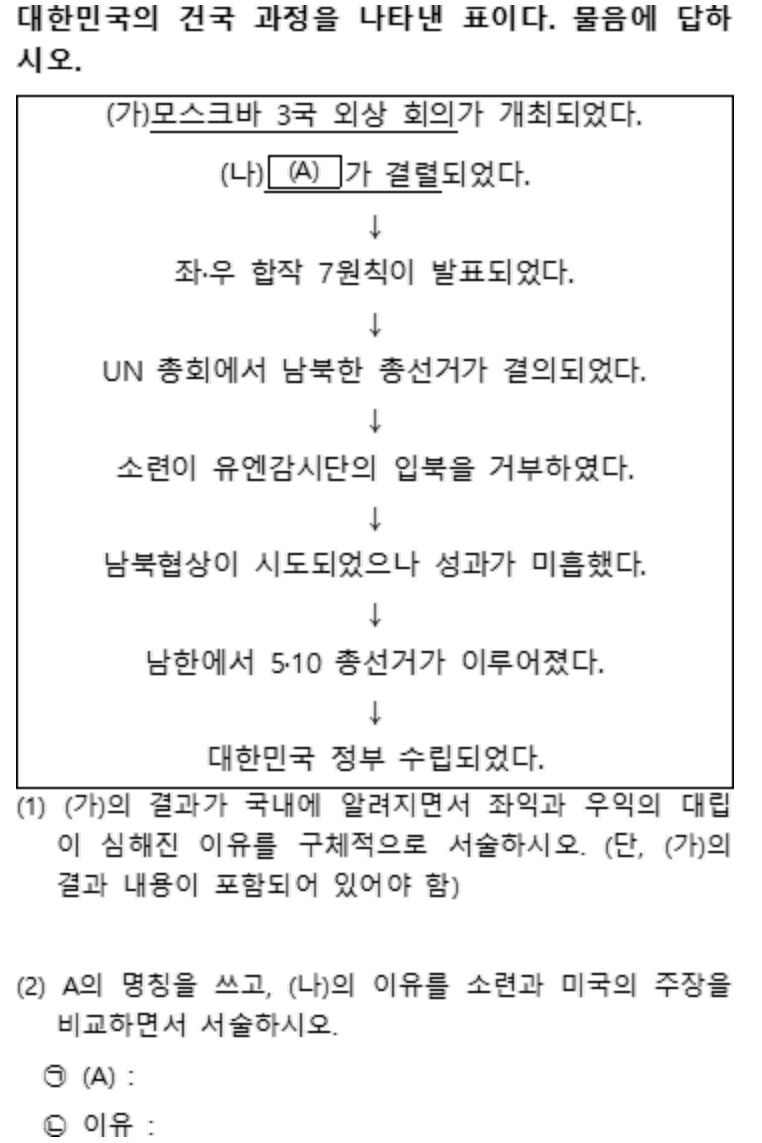 대한민국의 건국 과정을 나타낸 표이다. 물음에 답하
시오.
(가)모스크바 3국 외상 회의가 개최되었다.
(나) (A) 가 결렬되었다.
↓
좌·우 합작 7원칙이 발표되었다.
↓
UN 총회에서 남북한 총선거가 결의되었다.
↓
소련이 유엔감시단의 입북을 거부하였다.
↓
남북협상이 시도되었으나 성과가 미흡했다.
↓
남한에서 5·10 총선거가 이루어졌다.
↓
대한민국 정부 수립되었다.
(1) (가)의 결과가 국내에 알려지면서 좌익과 우익의 대립
이 심해진 이유를 구체적으로 서술하시오. (단, (가)의
결과 내용이 포함되어 있어야 함)
(2) A의 명칭을 쓰고, (나)의 이유를 소련과 미국의 주장을
비교하면서 서술하시오.
㉠ (A) :
㉡ 이유 :